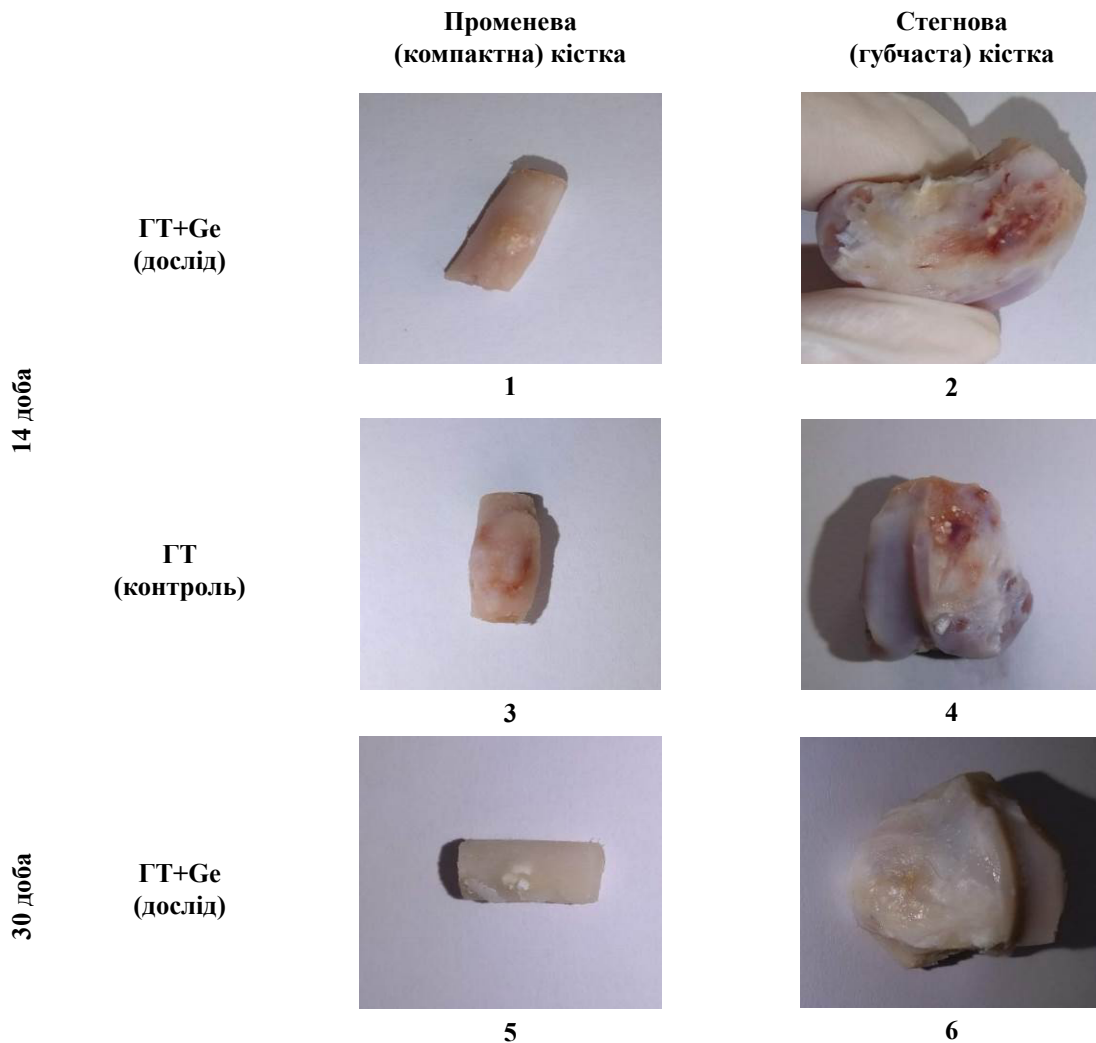 Променева
(компактна) кістка
Стегнова
(губчаста) кістка
14 доба
ГТ+Ge
(дослід)
1
2
ГТ
(контроль)
3
4
30 доба
ГТ+Ge
(дослід)
5
6